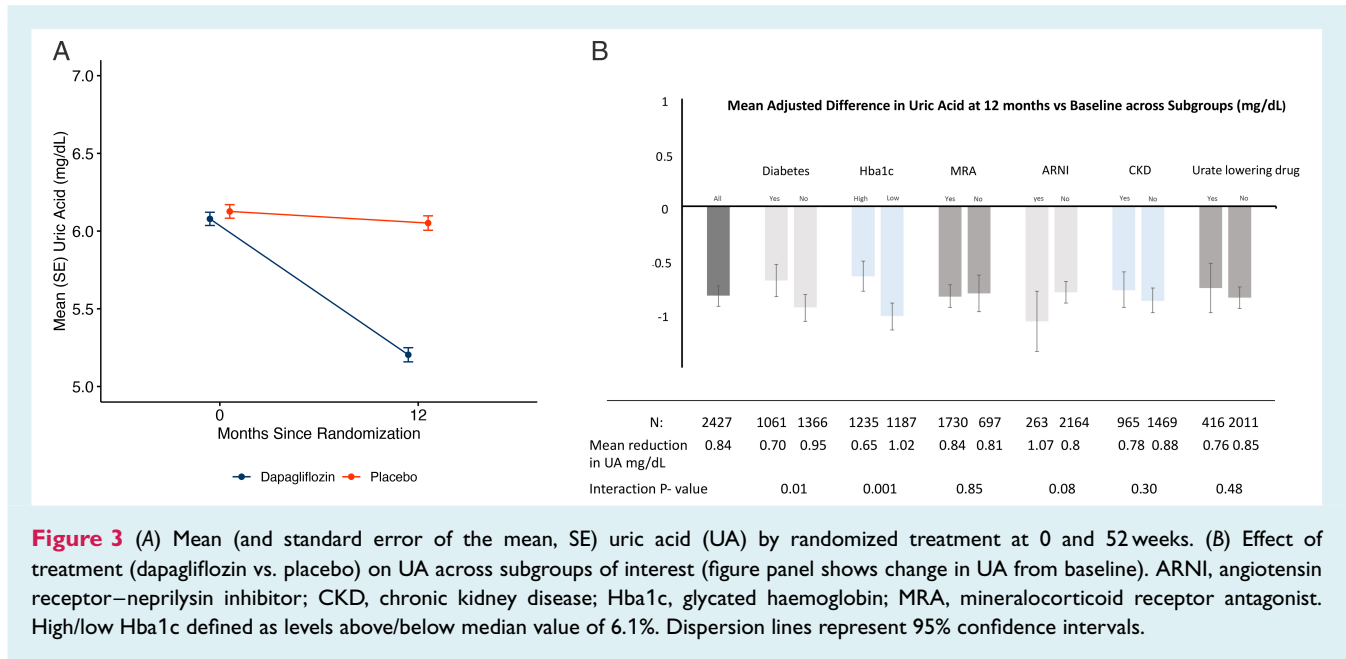 A
7.0
6.5
6.0
5.5
5.0
Mean (SE) Uric Acid (mg/dL)
0 12
Months Since Randomization
Dapagliflozin Placebo
B
Mean Adjusted Difference in Uric Acid at 12 months vs Baseline across Subgroups (mg/dL)
1
0.5
0
-0.5
-1
Diabetes Hba1c MRA ARNI CKD Urate lowering drug
All Yes No High Low Yes No yes No Yes No Yes No
N: 2427 1061 1366 1235 1187 1730 697 263 2164 965 1469 416 2011
Mean reduction 0.84 0.70 0.95 0.65 1.02 0.84 0.81 1.07 0.8 0.78 0.88 0.76 0.85
in UA mg/dL
Interaction P- value 0.01 0.001 0.85 0.08 0.30 0.48
Figure 3 (A) Mean (and standard error of the mean, SE) uric acid (UA) by randomized treatment at 0 and 52 weeks. (B) Effect of
treatment (dapagliflozin vs. placebo) on UA across subgroups of interest (figure panel shows change in UA from baseline). ARNI, angiotensin
receptor–neprilysin inhibitor; CKD, chronic kidney disease; Hba1c, glycated haemoglobin; MRA, mineralocorticoid receptor antagonist.
High/low Hba1c defined as levels above/below median value of 6.1%. Dispersion lines represent 95% confidence intervals.